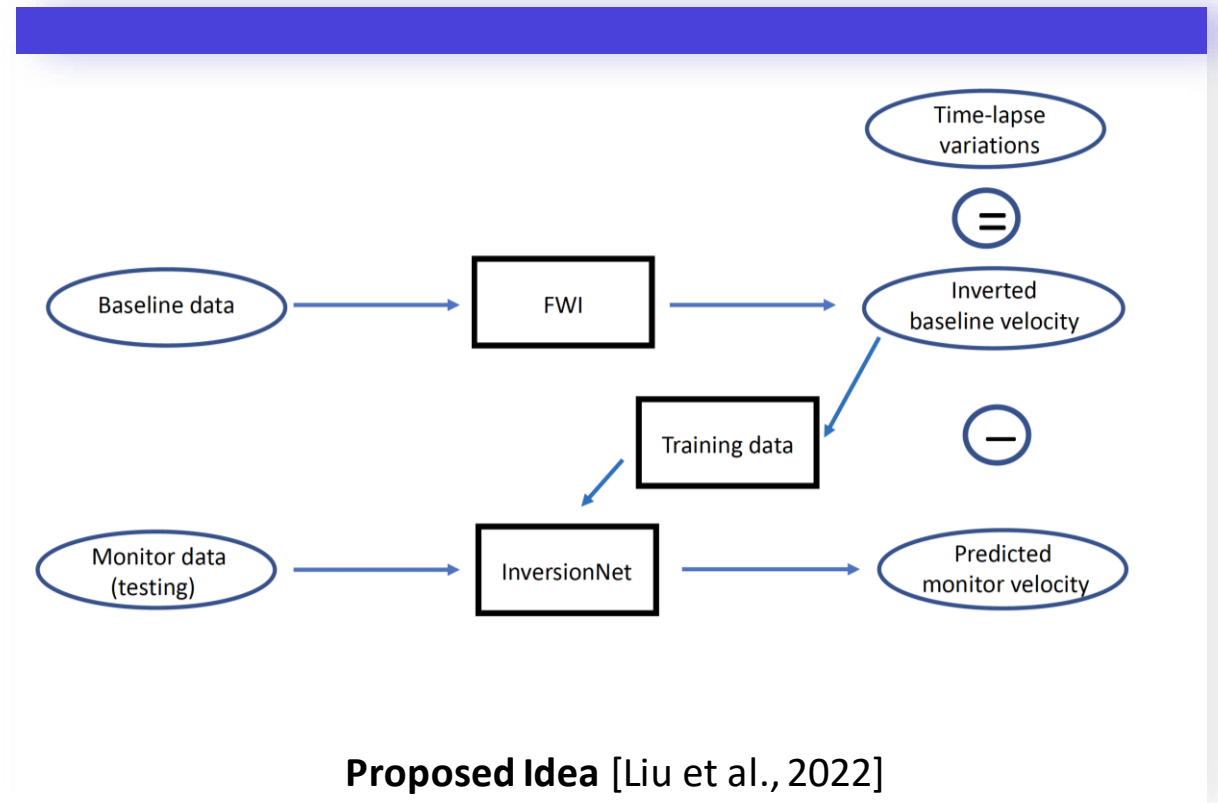 Time-lapse
variations
=
Baseline data
FWI
Inverted
baseline velocity
Training data
—
Monitor data
(testing)
InversionNet
Predicted
monitor velocity
Proposed Idea [Liu et al., 2022]